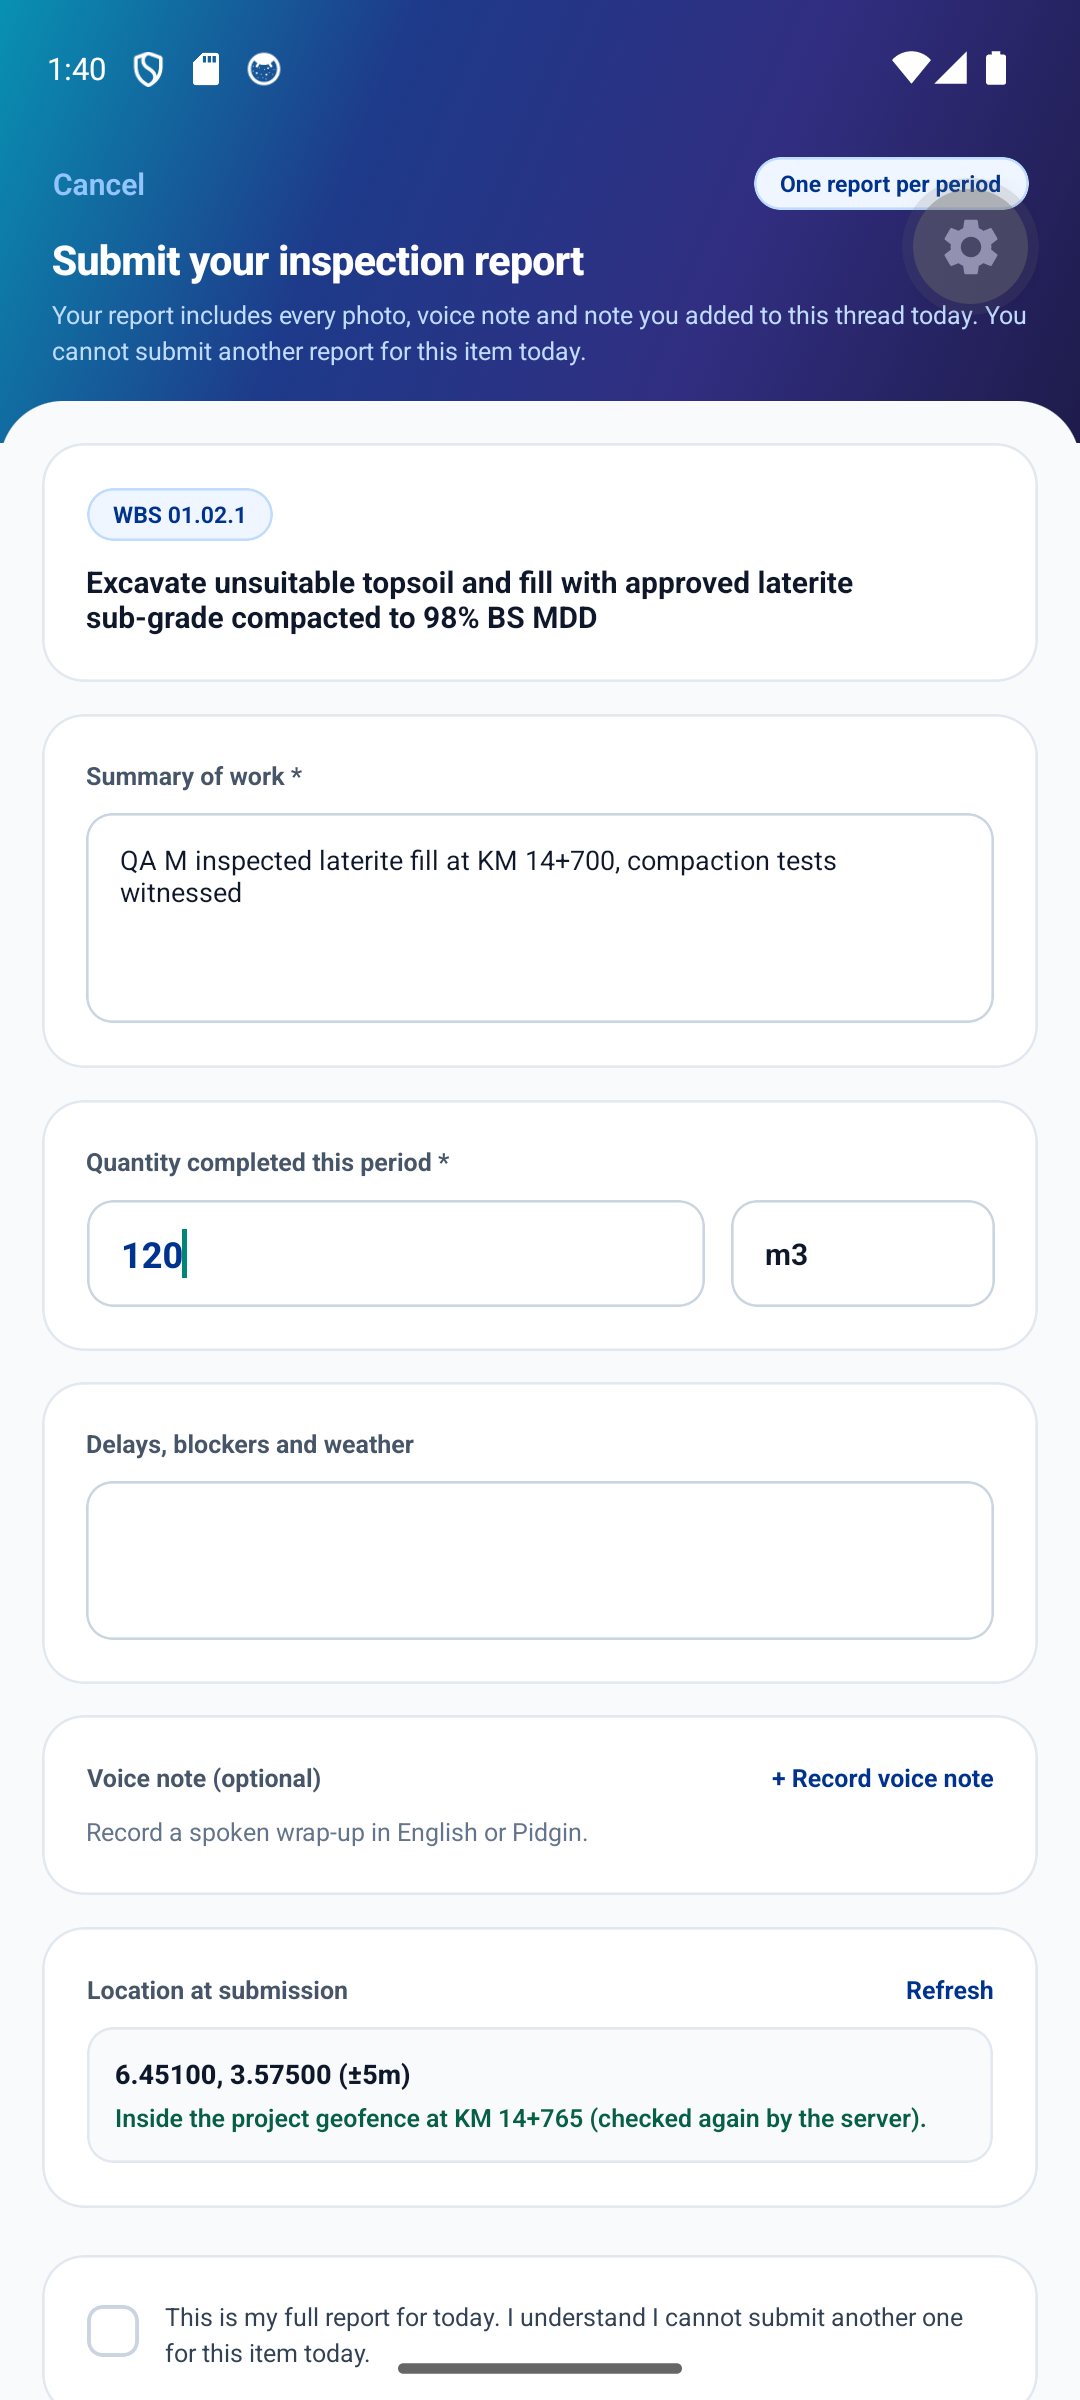 1:40
Cancel
One report per period
Submit your inspection report
Your report includes every photo, voice note and note you added to this thread today. You
cannot submit another report for this item today.
WBS 01.02.1
Excavate unsuitable topsoil and fill with approved laterite
sub-grade compacted to 98% BS MDD
Summary of work *
QA M inspected laterite fill at KM 14+700, compaction tests
witnessed
Quantity completed this period *
120
m3
Delays, blockers and weather
Voice note (optional)
+ Record voice note
Record a spoken wrap-up in English or Pidgin.
Location at submission
Refresh
6.45100, 3.57500 (±5m)
Inside the project geofence at KM 14+765 (checked again by the server).
This is my full report for today. I understand I cannot submit another one
for this item today.